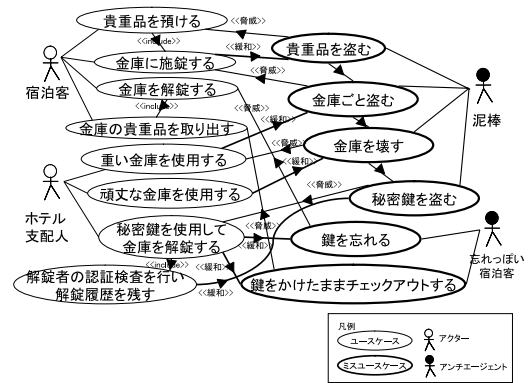 貴重品を預ける
<<脅威>>
<<include>>
<<緩和>>
貴重品を盗む
金庫に施錠する
<<脅威>>
宿泊客
金庫を解錠する
泥棒
<<include>>
金庫ごと盗む
<<脅威>>
金庫の貴重品を取り出す
<<緩和>>
金庫を壊す
<<脅威>>
重い金庫を使用する
<<緩和>>
頑丈な金庫を使用する
<<脅威>>
秘密鍵を盗む
ホテル
支配人
秘密鍵を使用して
金庫を解錠する
<<脅威>>
<<緩和>>
鍵を忘れる
忘れっぽい
宿泊客
<<include>>
<<緩和>>
解錠者の認証検査を行い
解錠履歴を残す
<<緩和>>
鍵をかけたままチェックアウトする
凡例
ユースケース
アクター
ミスユースケース
アンチエージェント